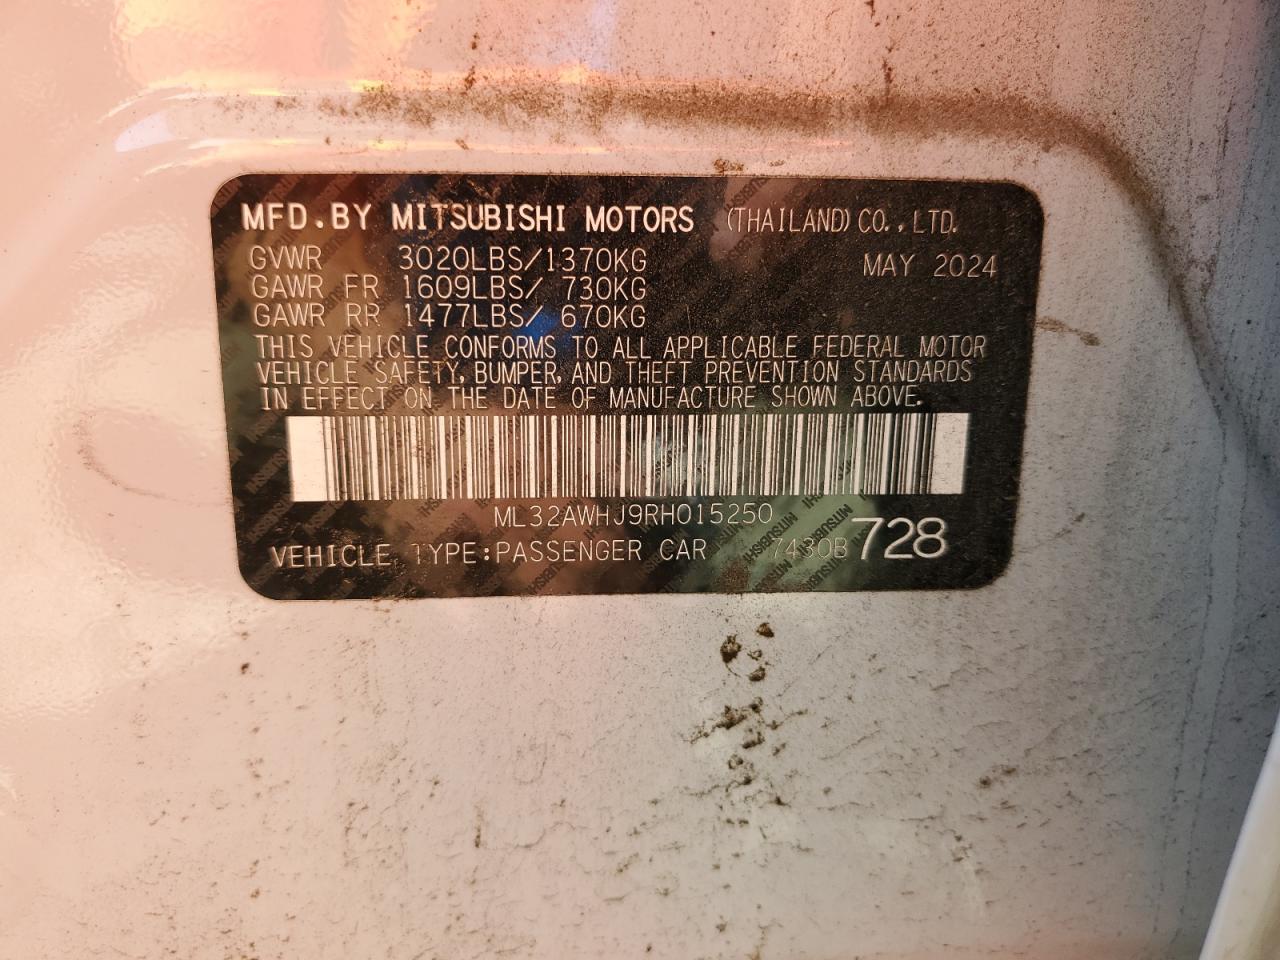 MFD.BY MITSUBISHI MOTORS (THAILAND) CO.,LTD.
GVWR 3020LBS/1370KG MAY 2024
GAWR FR 1609LBS/ 730KG
GAWR RR 1477LBS/ 670KG
THIS VEHICLE CONFORMS TO ALL APPLICABLE FEDERAL MOTOR
VEHICLE SAFETY, BUMPER, AND THEFT PREVENTION STANDARDS
IN EFFECT ON THE DATE OF MANUFACTURE SHOWN ABOVE.
ML32AWHJ9RH015250
VEHICLE TYPE:PASSENGER CAR 7430B 728